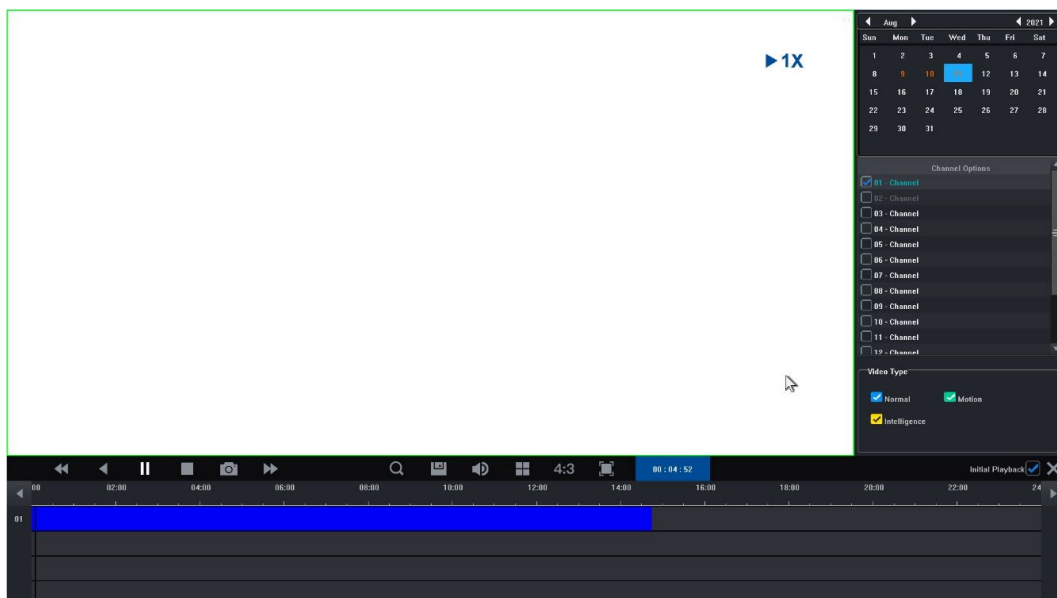 ▶1X
Aug 2021
Sun Mon Tue Wed Thu Fri Sat
1 2 3 4 5 6 7
8 9 10 12 13 14
15 16 17 18 19 20 21
22 23 24 25 26 27 28
29 30 31
Channel Options
01 - Channel
02 - Channel
03 - Channel
04 - Channel
05 - Channel
06 - Channel
07 - Channel
08 - Channel
09 - Channel
10 - Channel
11 - Channel
12 - Channel
Video Type
Normal Motion
Intelligence
4:3 00:04:52 Initial Playback
00 02:00 04:00 06:00 08:00 10:00 12:00 14:00 16:00 18:00 20:00 22:00 24
01